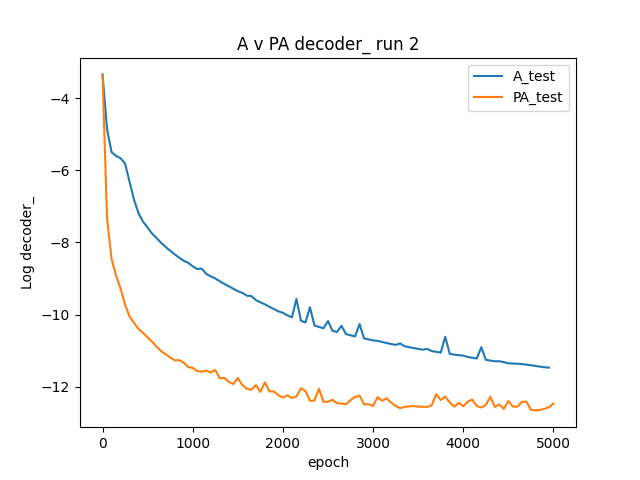 A v PA decoder_ run 2
A_test
PA_test
Log decoder_
−4
−6
−8
−10
−12
0
1000
2000
3000
4000
5000
epoch